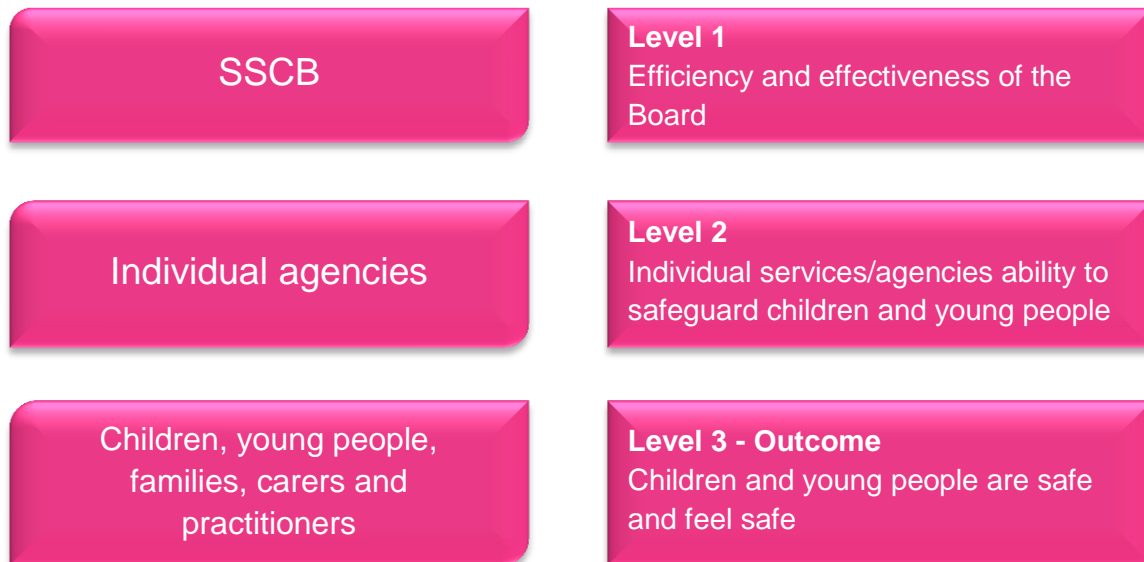 SSCB
Level 1
Efficiency and effectiveness of the
Board
Individual agencies
Level 2
Individual services/agencies ability to
safeguard children and young people
Children, young people,
families, carers and
practitioners
Level 3 - Outcome
Children and young people are safe
and feel safe